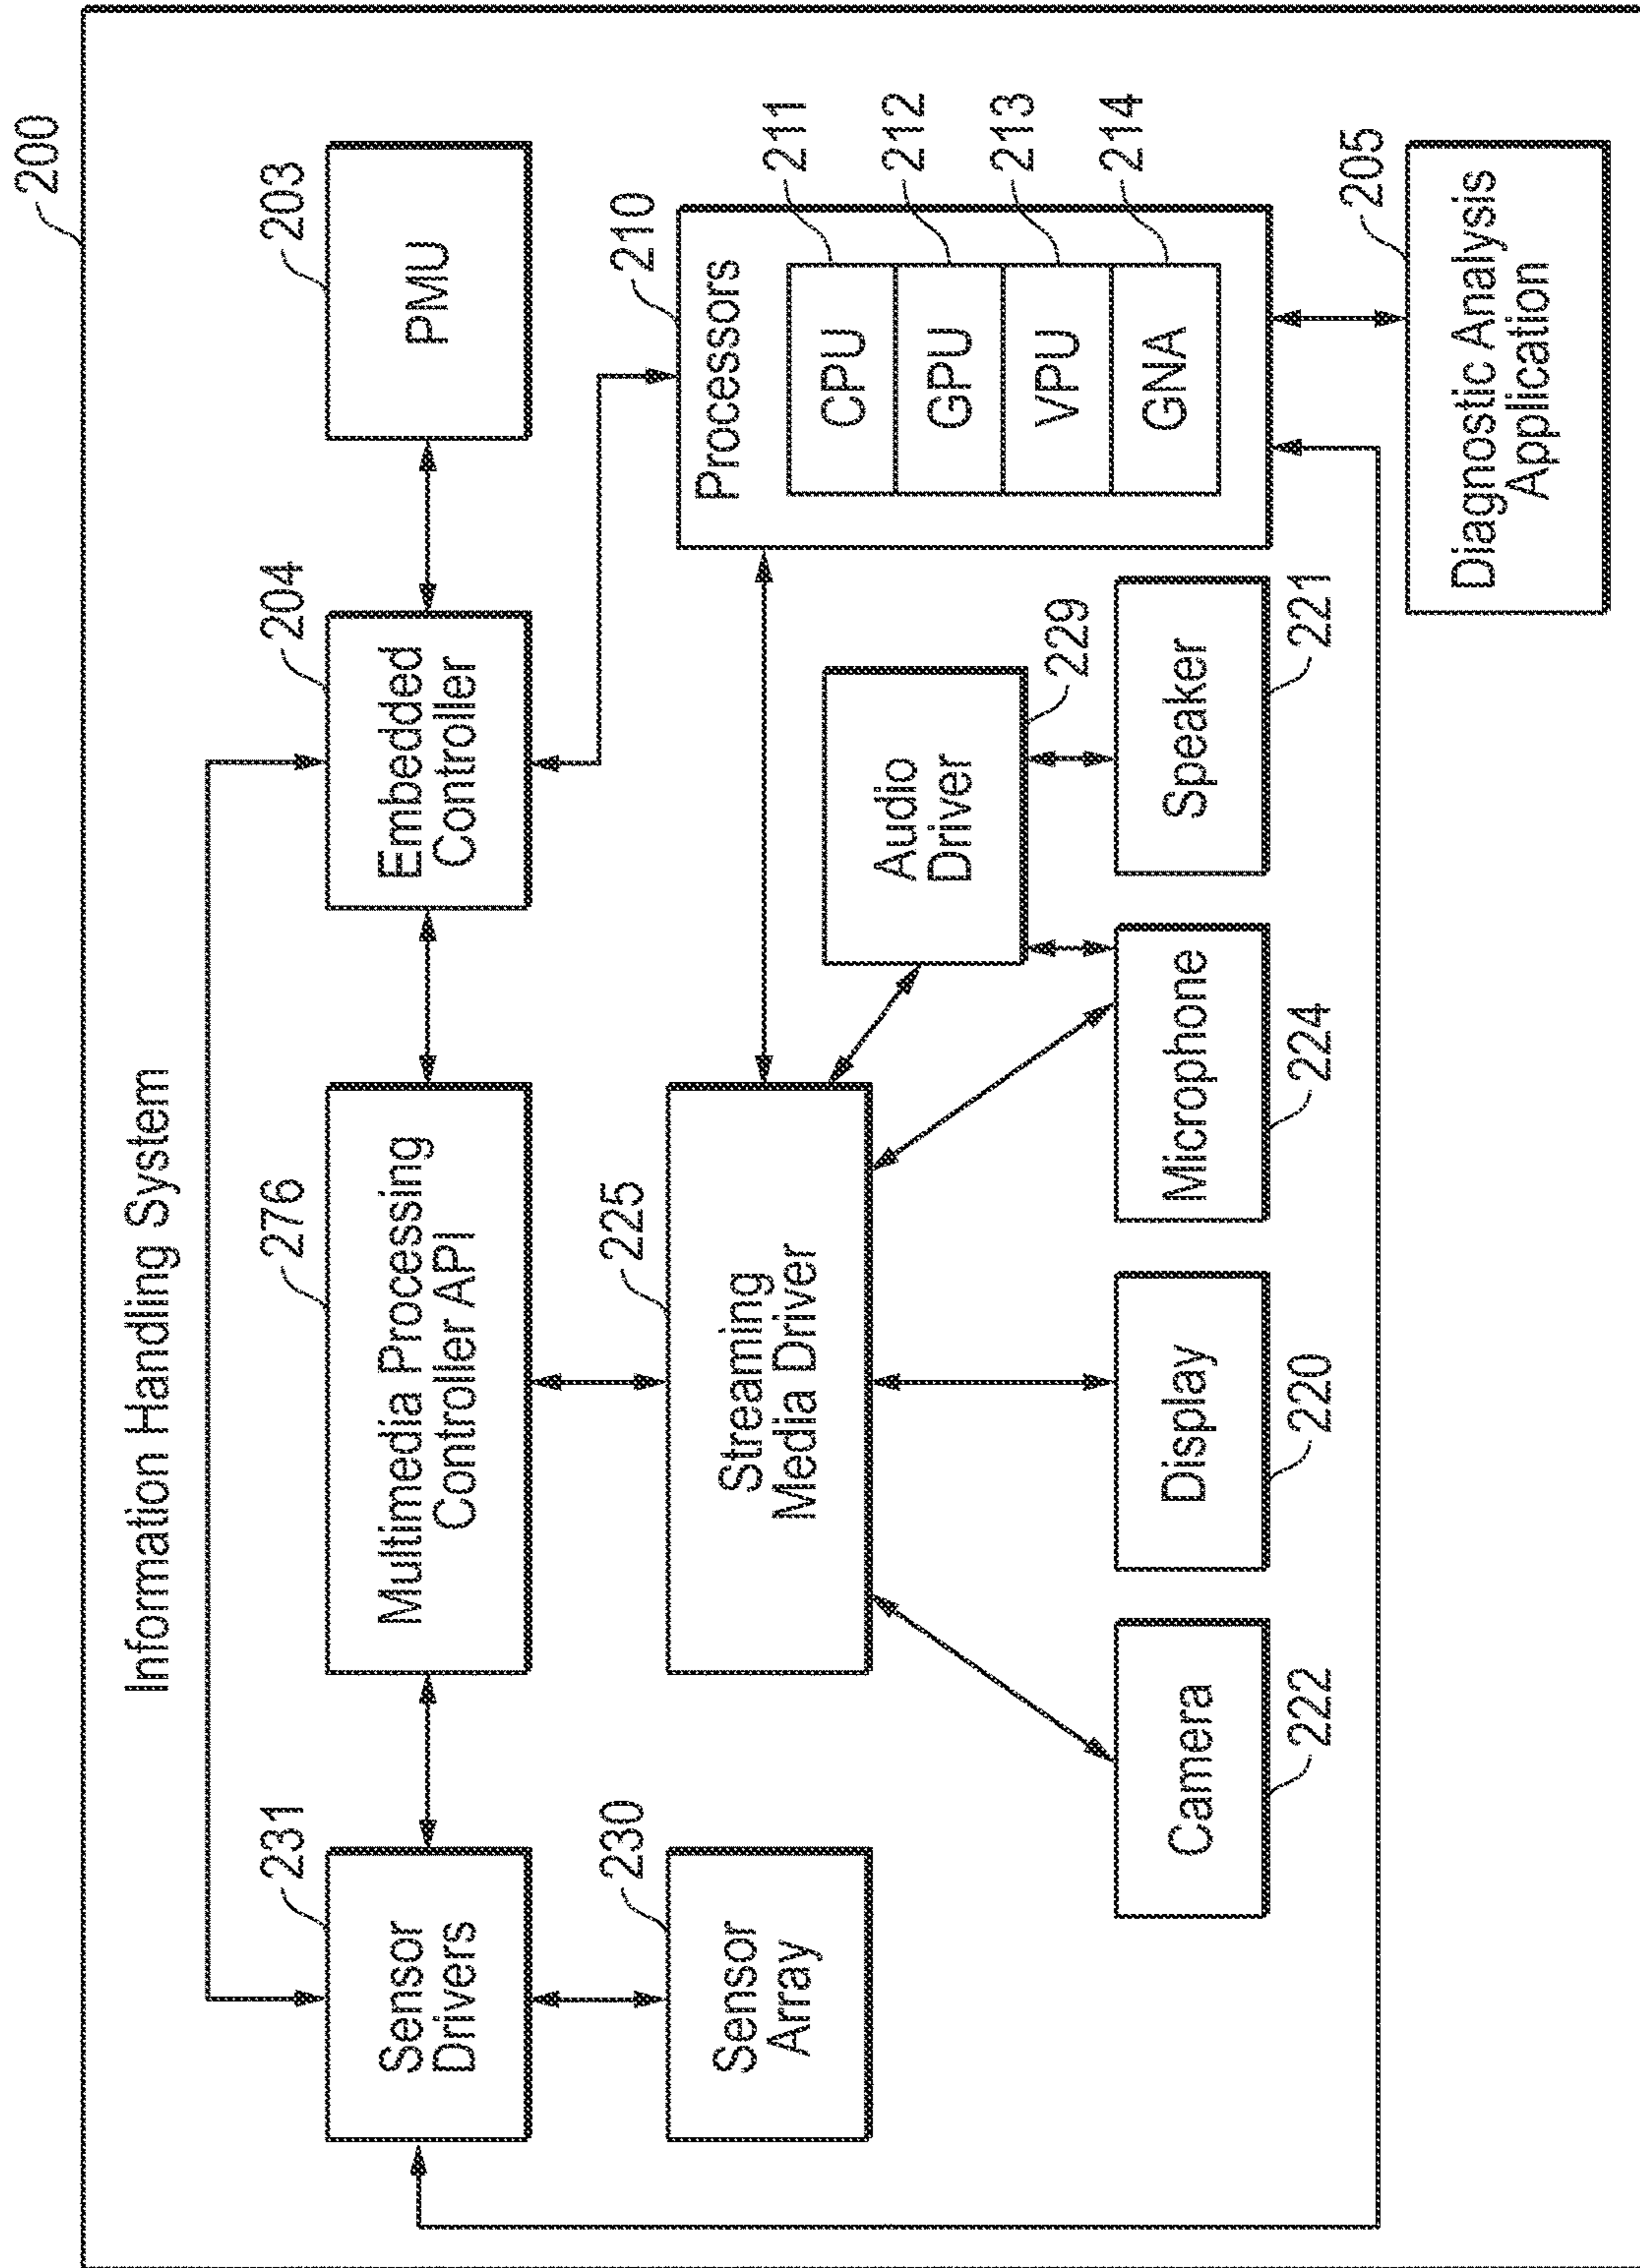 200
Information Handling System
231
276
204
203
Sensor
Drivers
Multimedia Processing
Controller API
Embedded
Controller
PMU
230
225
210
Sensor
Array
Streaming
Media Driver
Audio
Driver
229
Processors
CPU
211
GPU
212
VPU
213
GNA
214
Camera
222
Display
220
Microphone
224
Speaker
221
205
Diagnostic Analysis
Application